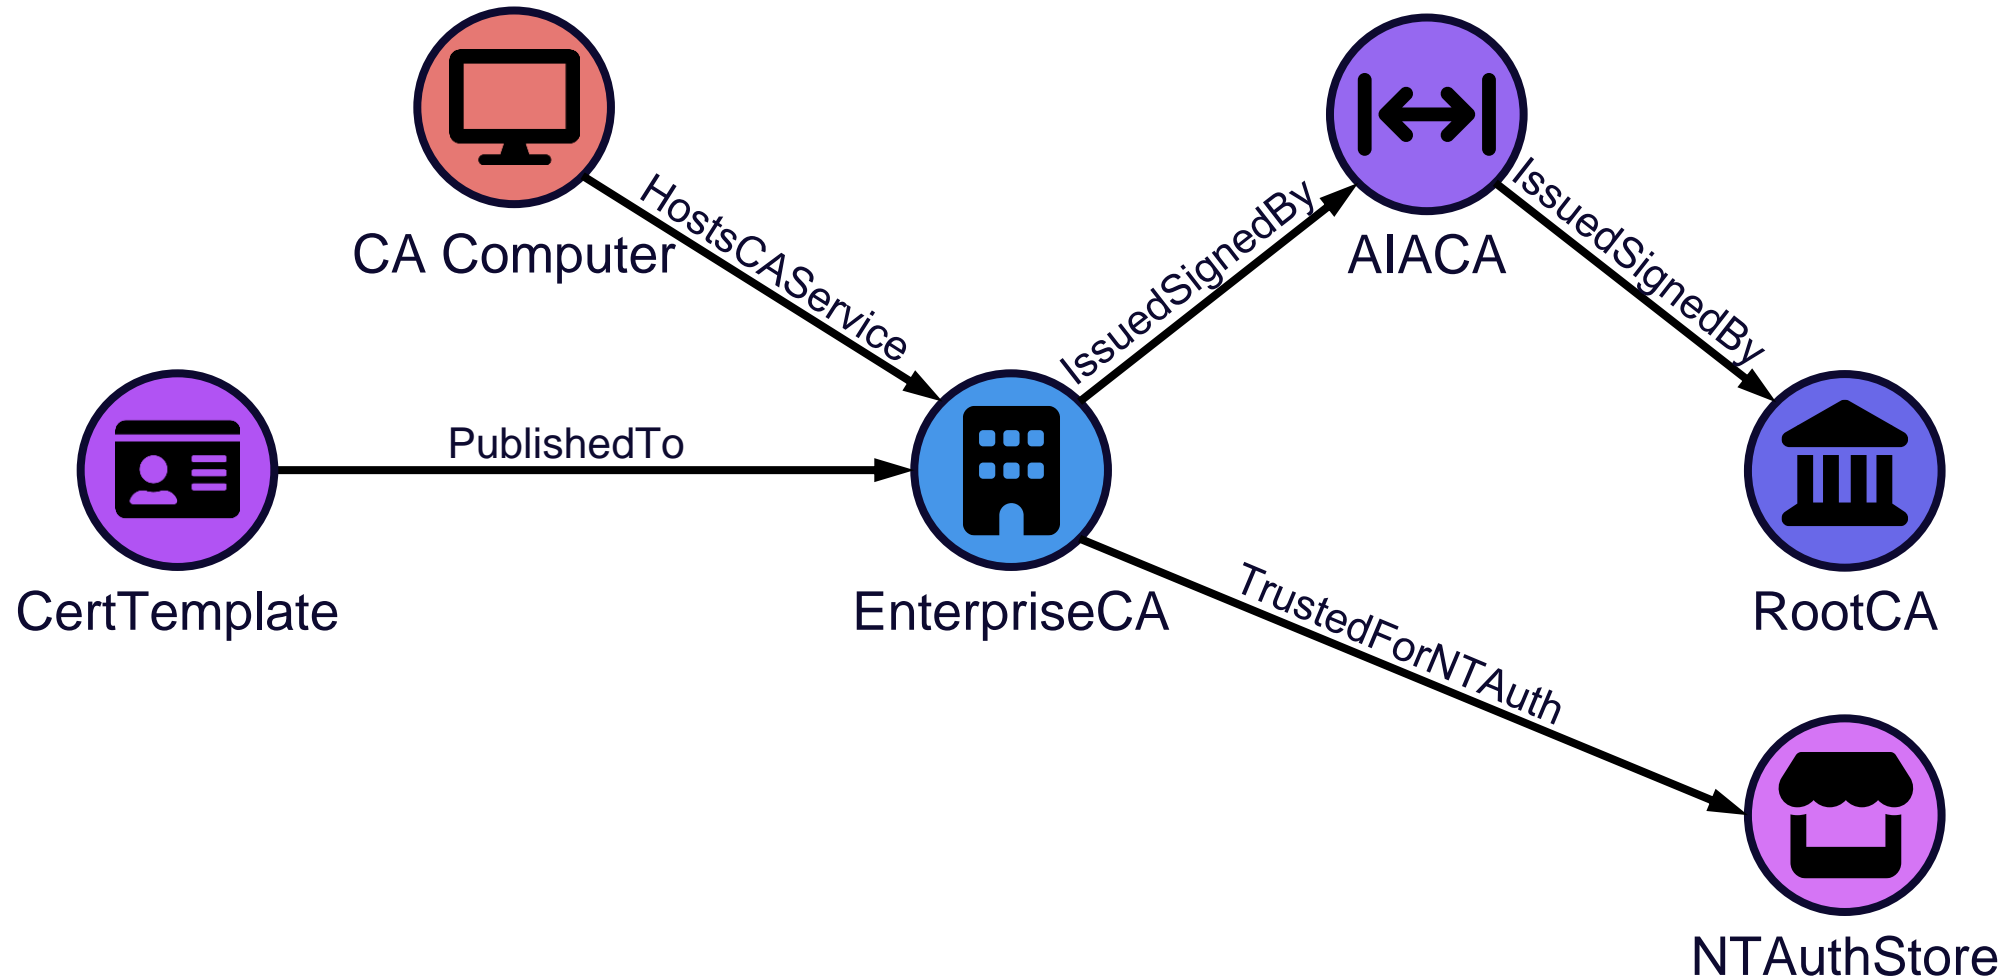 CA Computer
HostsCAService
IssuedSignedBy
AIACA
IssuedSignedBy
CertTemplate
PublishedTo
EnterpriseCA
RootCA
TrustedForNTAuth
NTAuthStore